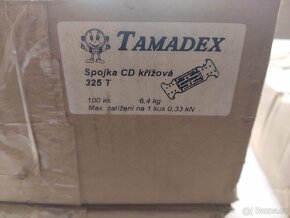 TAMADEX
Spojka CD křížová
325 T
100 ks 6,4 kg
Max. zatížení na 1 kus 0,33 kN